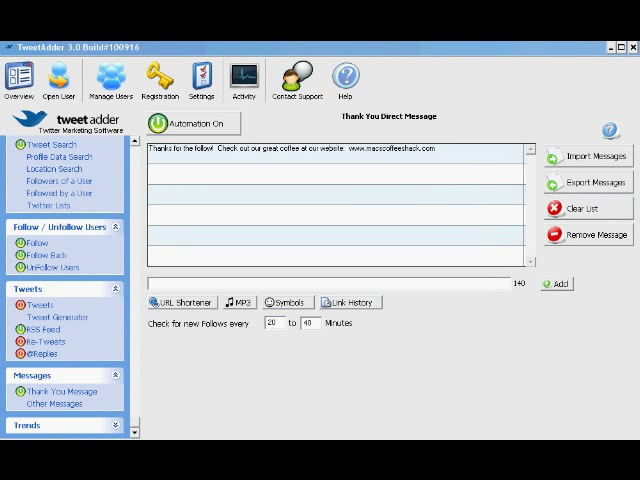 TweetAdder 3.0 Build#100916
Overview
Open User
Manage Users
Registration
Settings
Activity
Contact Support
Help
tweet adder
Twitter Marketing Software
Automation On
Thank You Direct Message
Tweet Search
Profile Data Search
Location Search
Followers of a User
Followed by a User
Twitter Lists
Follow / Unfollow Users
Follow
Follow Back
UnFollow Users
Tweets
Tweets
Tweet Generator
RSS Feed
Re-Tweets
@Replies
Messages
Thank You Message
Other Messages
Trends
Thanks for the follow! Check out our great coffee at our website: www.macscoffeeshack.com
Import Messages
Export Messages
Clear List
Remove Message
140
Add
URL Shortener
MP3
Symbols
Link History
Check for new Follows every 20 to 40 Minutes